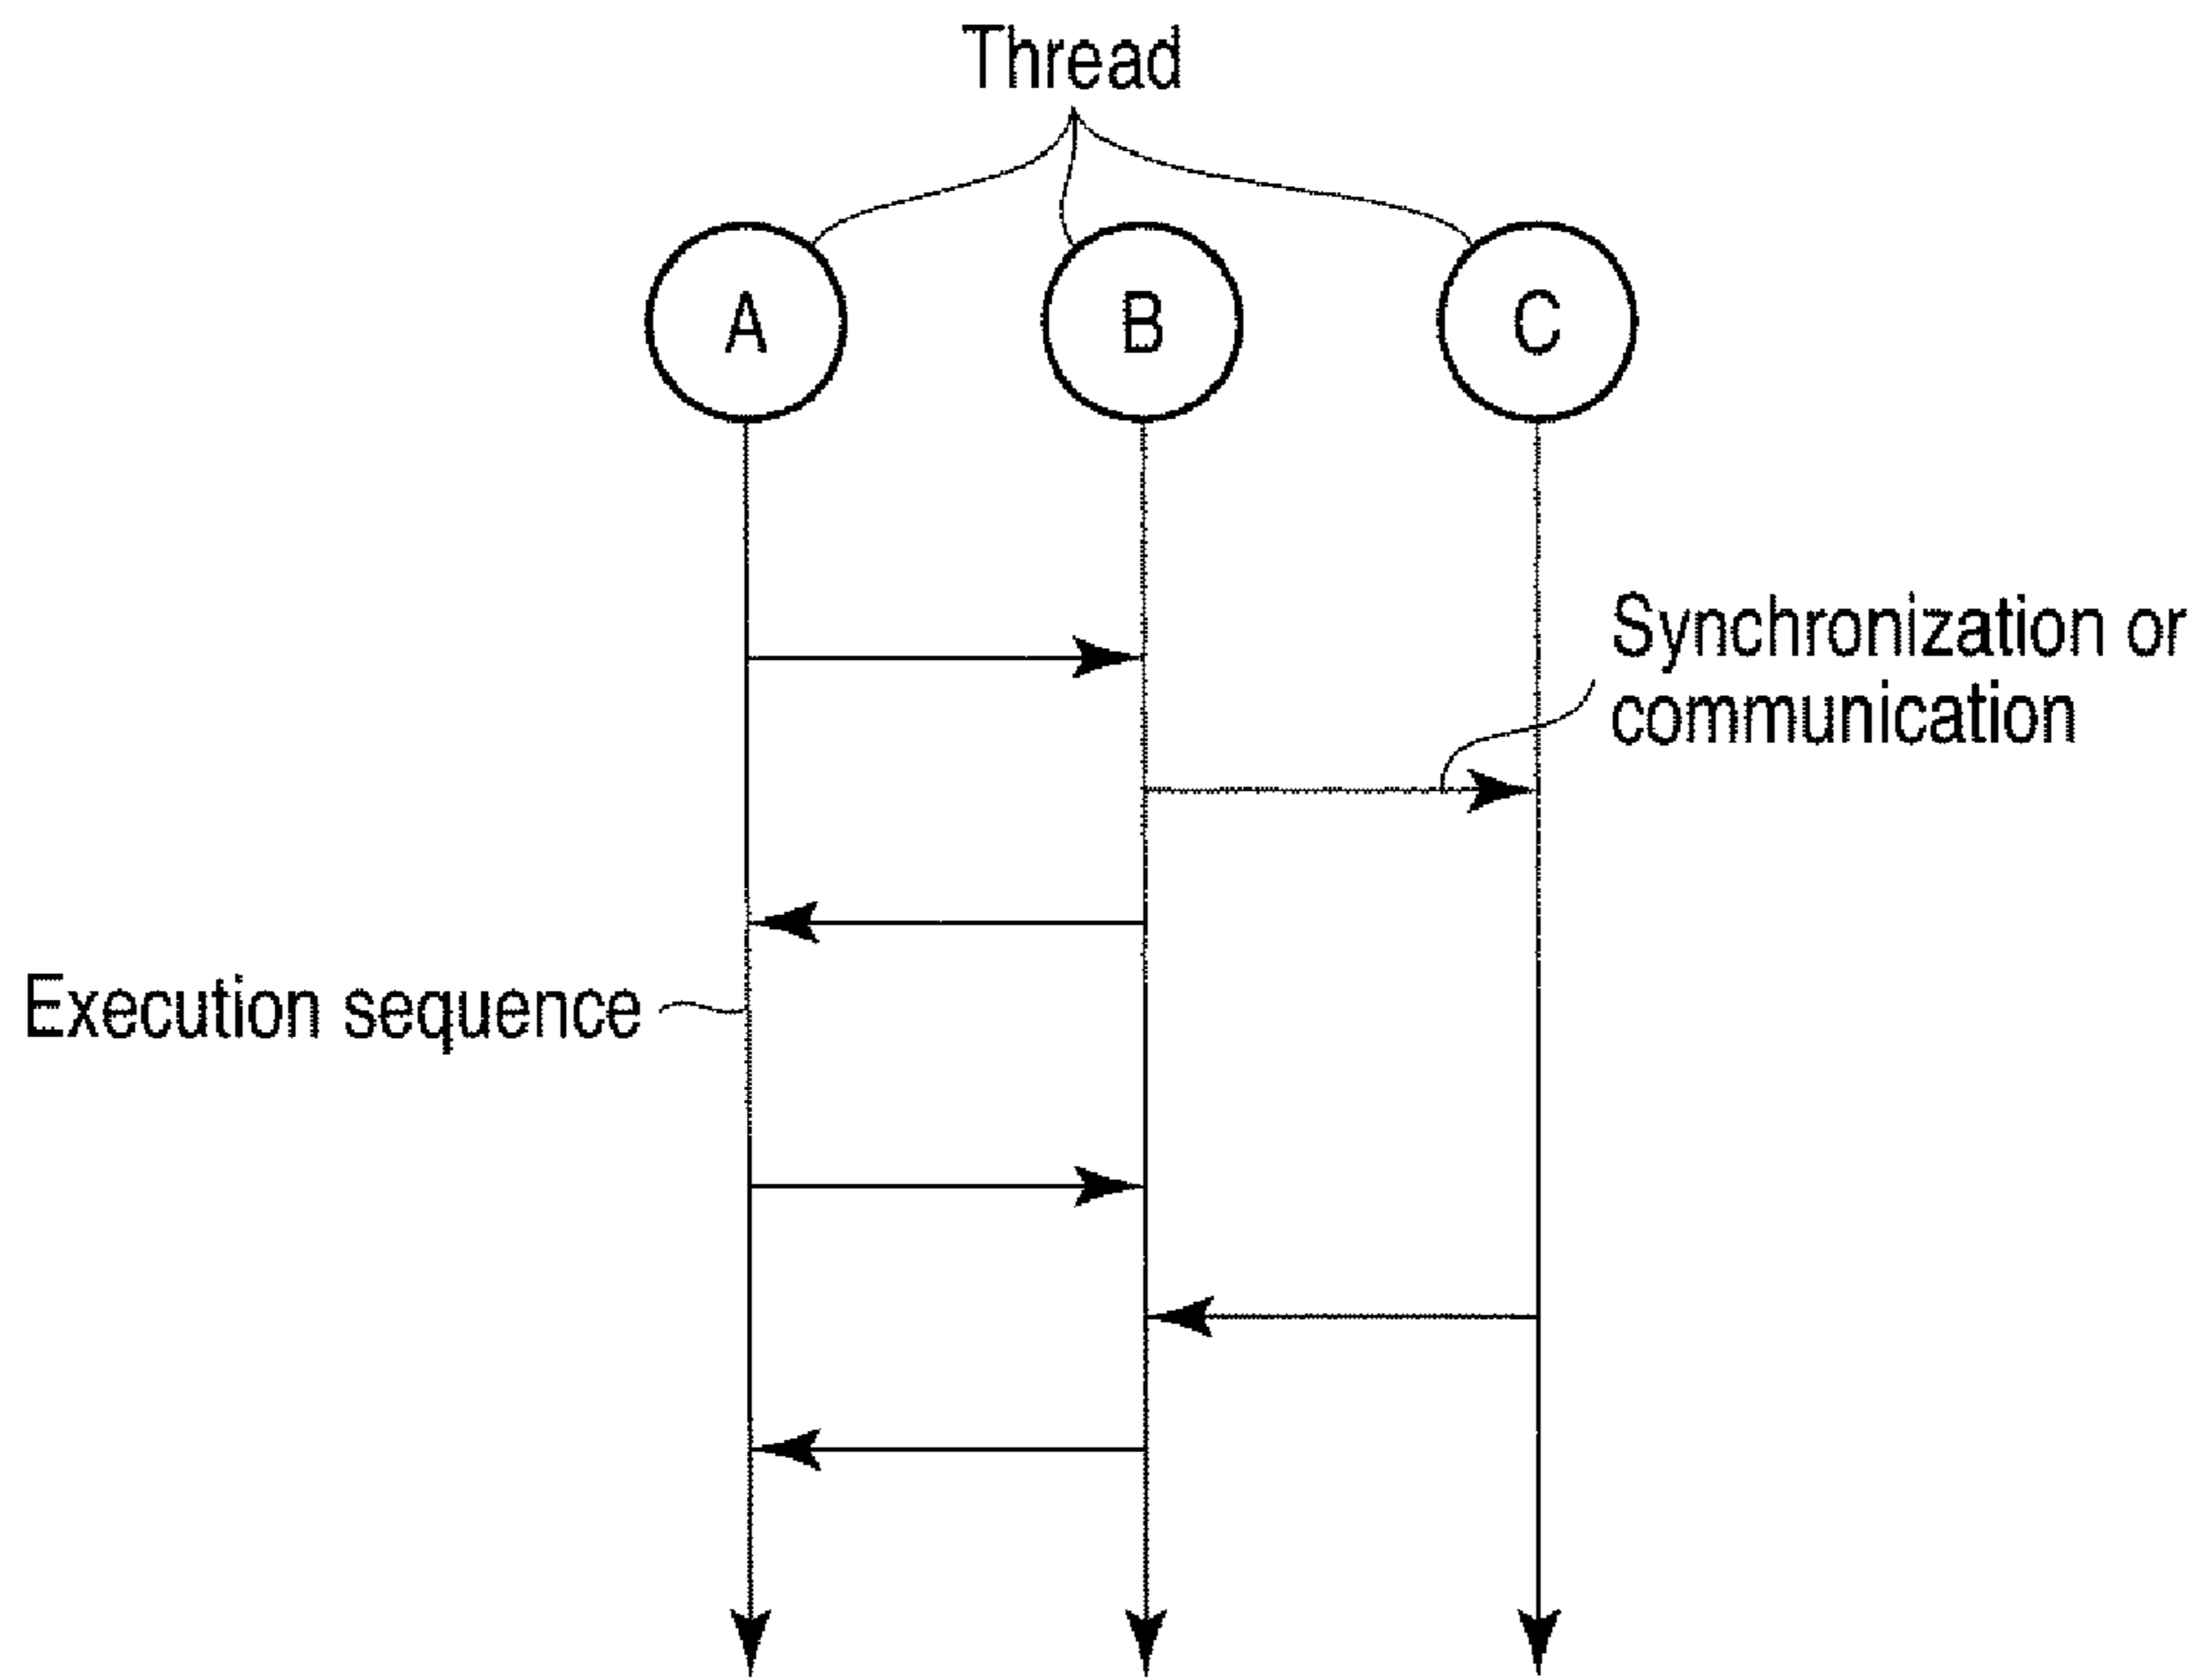 Thread
A
B
C
Synchronization or
communication
Execution sequence